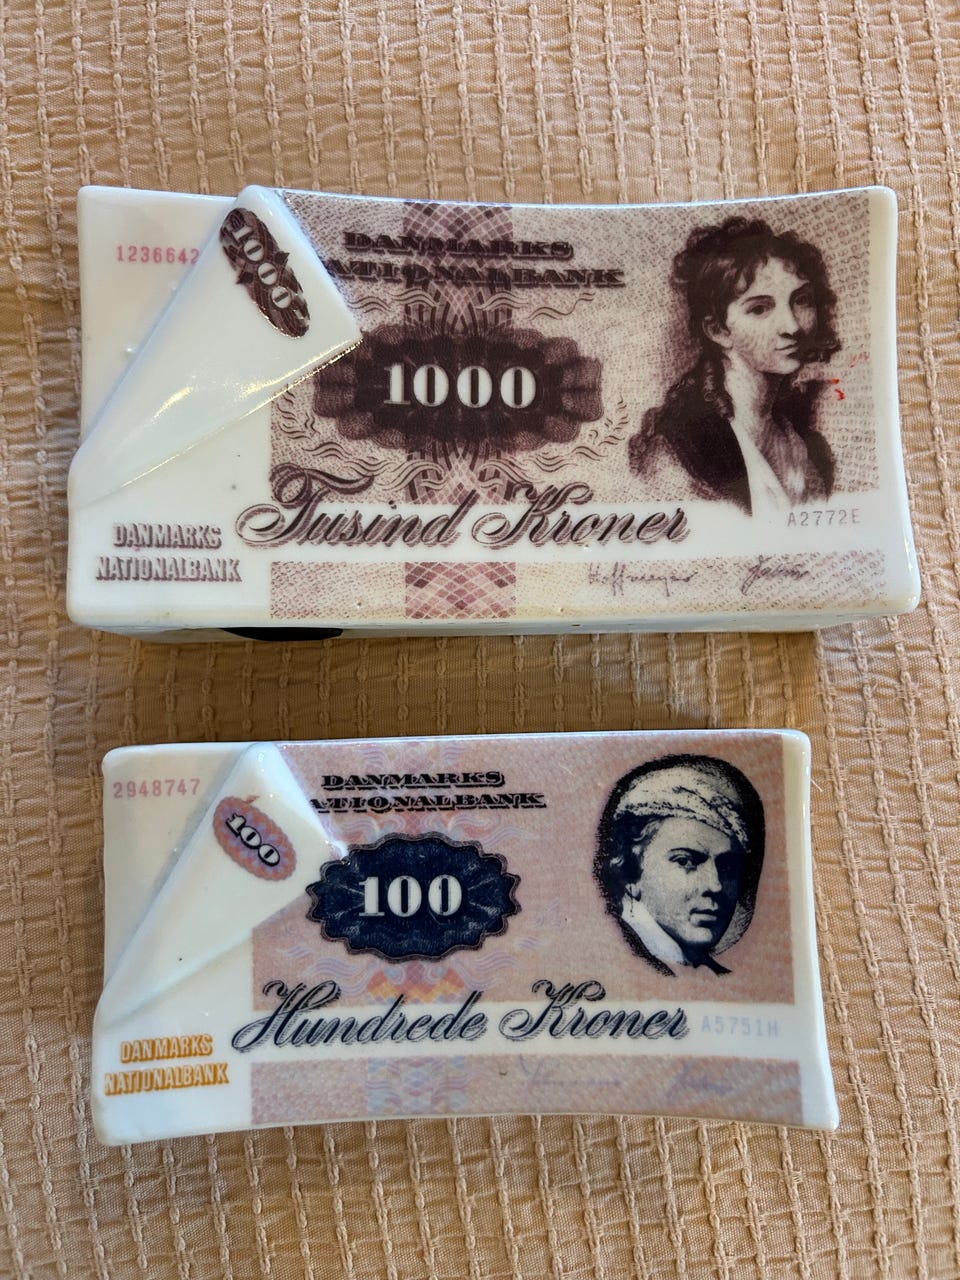 1236642
1000
DANMARKS
NATIONALBANK
1000
Tusind Kroner
A2772E
DANMARKS
NATIONALBANK
Hoffmeyer
2948747
100
DANMARKS
NATIONALBANK
100
Hundrede Kroner
A5751H
DANMARKS
NATIONALBANK